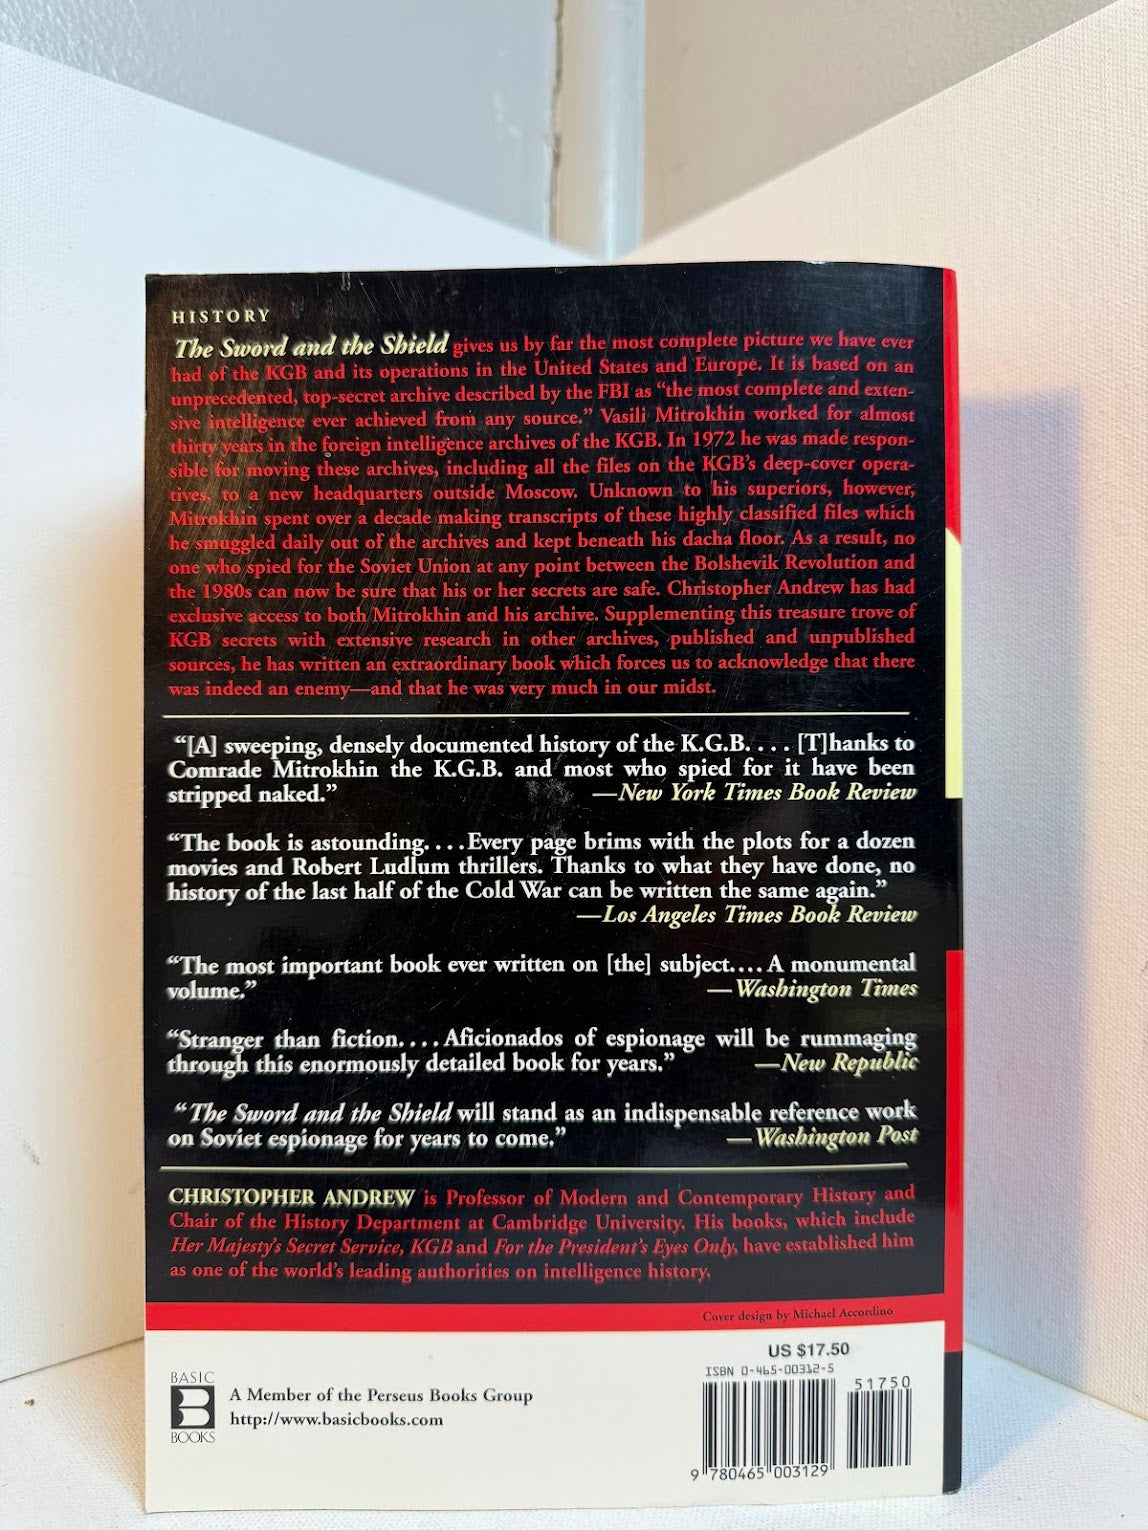 HISTORY
The Sword and the Shield gives us by far the most complete picture we have ever
had of the KGB and its operations in the United States and Europe. It is based on an
unprecedented, top-secret archive described by the FBI as “the most complete and exten-
sive intelligence ever achieved from any source.” Vasili Mitrokhin worked for almost
thirty years in the foreign intelligence archives of the KGB. In 1972 he was made respon-
sible for moving these archives, including all the files on the KGB’s deep-cover opera-
tives, to a new headquarters outside Moscow. Unknown to his superiors, however,
Mitrokhin spent over a decade making transcripts of these highly classified files which
he smuggled daily out of the archives and kept beneath his dacha floor. As a result, no
one who spied for the Soviet Union at any point between the Bolshevik Revolution and
the 1980s can now be sure that his or her secrets are safe. Christopher Andrew has had
exclusive access to both Mitrokhin and his archive. Supplementing this treasure trove of
KGB secrets with extensive research in other archives, published and unpublished
sources, he has written an extraordinary book which forces us to acknowledge that there
was indeed an enemy—and that he was very much in our midst.
“[A] sweeping, densely documented history of the K.G.B. . . . [T]hanks to
Comrade Mitrokhin the K.G.B. and most who spied for it have been
stripped naked.” —New York Times Book Review
“The book is astounding. . . . Every page brims with the plots for a dozen
movies and Robert Ludlum thrillers. Thanks to what they have done, no
history of the last half of the Cold War can be written the same again.”
—Los Angeles Times Book Review
“The most important book ever written on [the] subject. . . . A monumental
volume.” —Washington Times
“Stranger than fiction. . . . Aficionados of espionage will be rummaging
through this enormously detailed book for years.” —New Republic
“The Sword and the Shield will stand as an indispensable reference work
on Soviet espionage for years to come.” —Washington Post
CHRISTOPHER ANDREW is Professor of Modern and Contemporary History and
Chair of the History Department at Cambridge University. His books, which include
Her Majesty’s Secret Service, KGB and For the President’s Eyes Only, have established him
as one of the world’s leading authorities on intelligence history.
Cover design by Michael Accordino
US $17.50
ISBN 0-465-00312-5
51750
9 780465 003129
BASIC
B
BOOKS
A Member of the Perseus Books Group
http://www.basicbooks.com